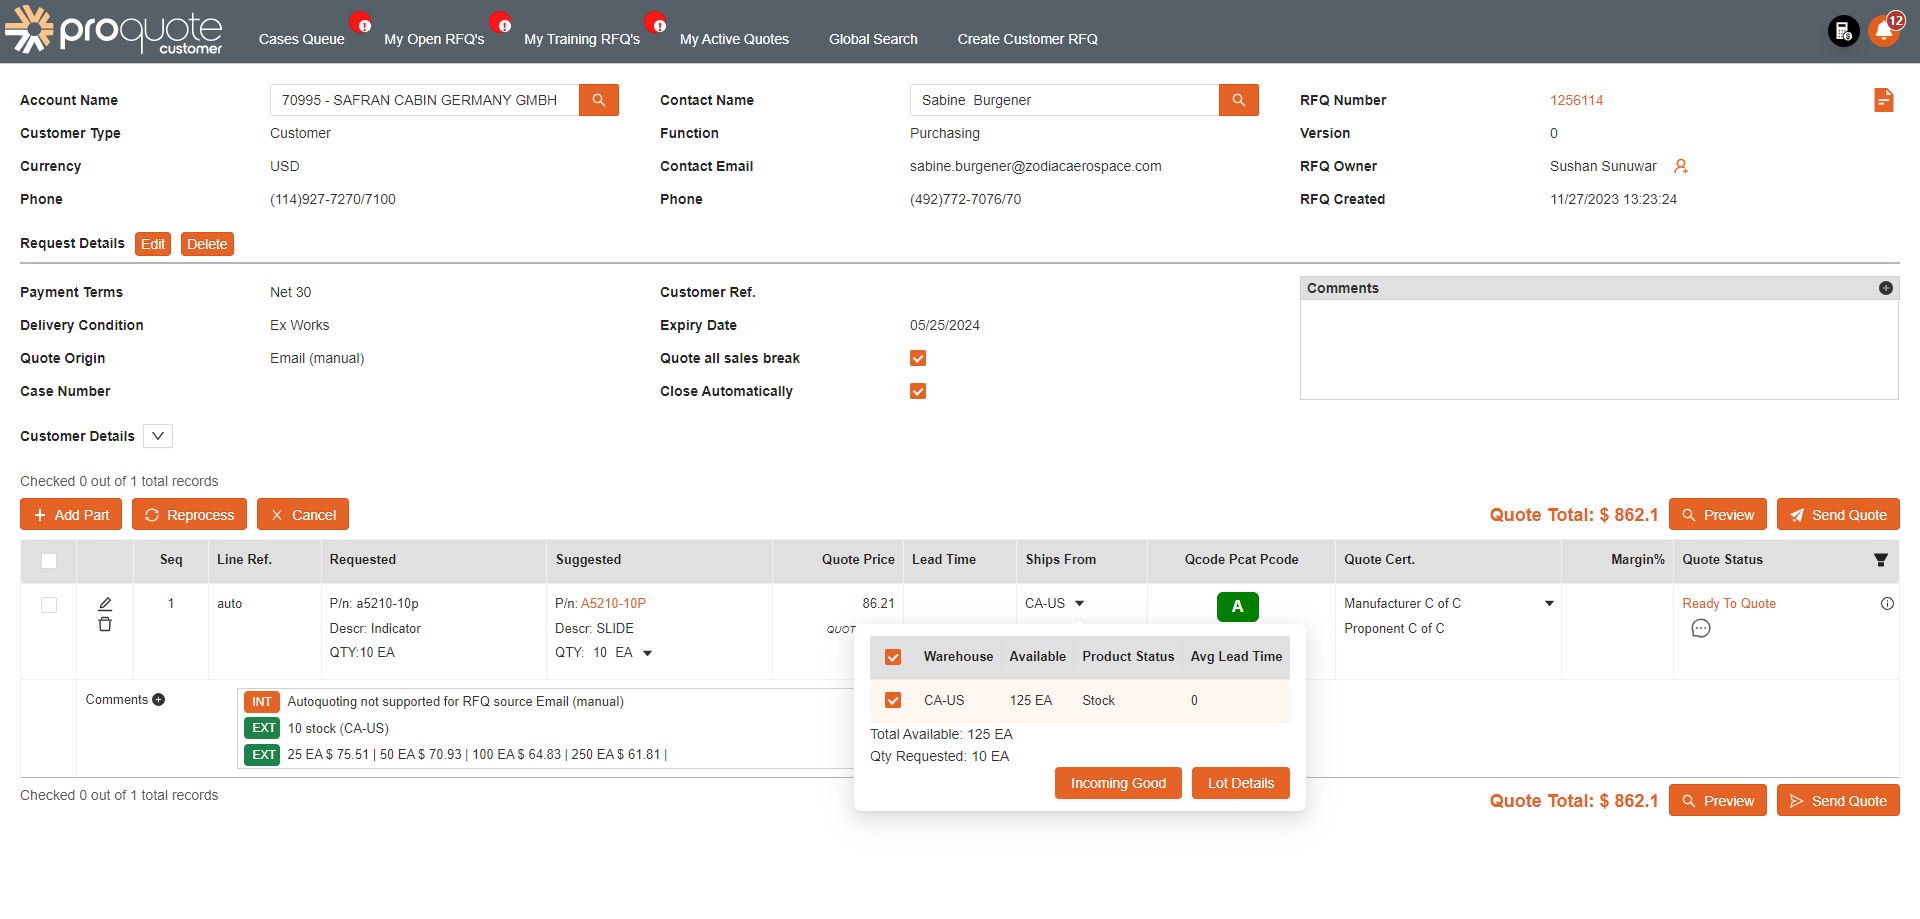 proquote
customer
Cases Queue
My Open RFQ's
My Training RFQ's
My Active Quotes
Global Search
Create Customer RFQ
12
Account Name
70995 - SAFRAN CABIN GERMANY GMBH
Contact Name
Sabine Burgener
RFQ Number
1256114
Customer Type
Customer
Function
Purchasing
Version
0
Currency
USD
Contact Email
sabine.burgener@zodiacaerospace.com
RFQ Owner
Sushan Sunuwar
Phone
(114)927-7270/7100
Phone
(492)772-7076/70
RFQ Created
11/27/2023 13:23:24
Request Details
Edit
Delete
Payment Terms
Net 30
Customer Ref.
Comments
Delivery Condition
Ex Works
Expiry Date
05/25/2024
Quote Origin
Email (manual)
Quote all sales break
Case Number
Close Automatically
Customer Details
Checked 0 out of 1 total records
Add Part
Reprocess
Cancel
Quote Total: $ 862.1
Preview
Send Quote
Seq
Line Ref.
Requested
Suggested
Quote Price
Lead Time
Ships From
Qcode Pcat Pcode
Quote Cert.
Margin%
Quote Status
1
auto
P/n: a5210-10p
Descr: Indicator
QTY:10 EA
P/n: A5210-10P
Descr: SLIDE
QTY: 10 EA
86.21
QUOT
CA-US
A
Manufacturer C of C
Proponent C of C
Ready To Quote
Warehouse
Available
Product Status
Avg Lead Time
CA-US
125 EA
Stock
0
Total Available: 125 EA
Qty Requested: 10 EA
Incoming Good
Lot Details
Comments
INT Autoquoting not supported for RFQ source Email (manual)
EXT 10 stock (CA-US)
EXT 25 EA $ 75.51 | 50 EA $ 70.93 | 100 EA $ 64.83 | 250 EA $ 61.81 |
Checked 0 out of 1 total records
Quote Total: $ 862.1
Preview
Send Quote